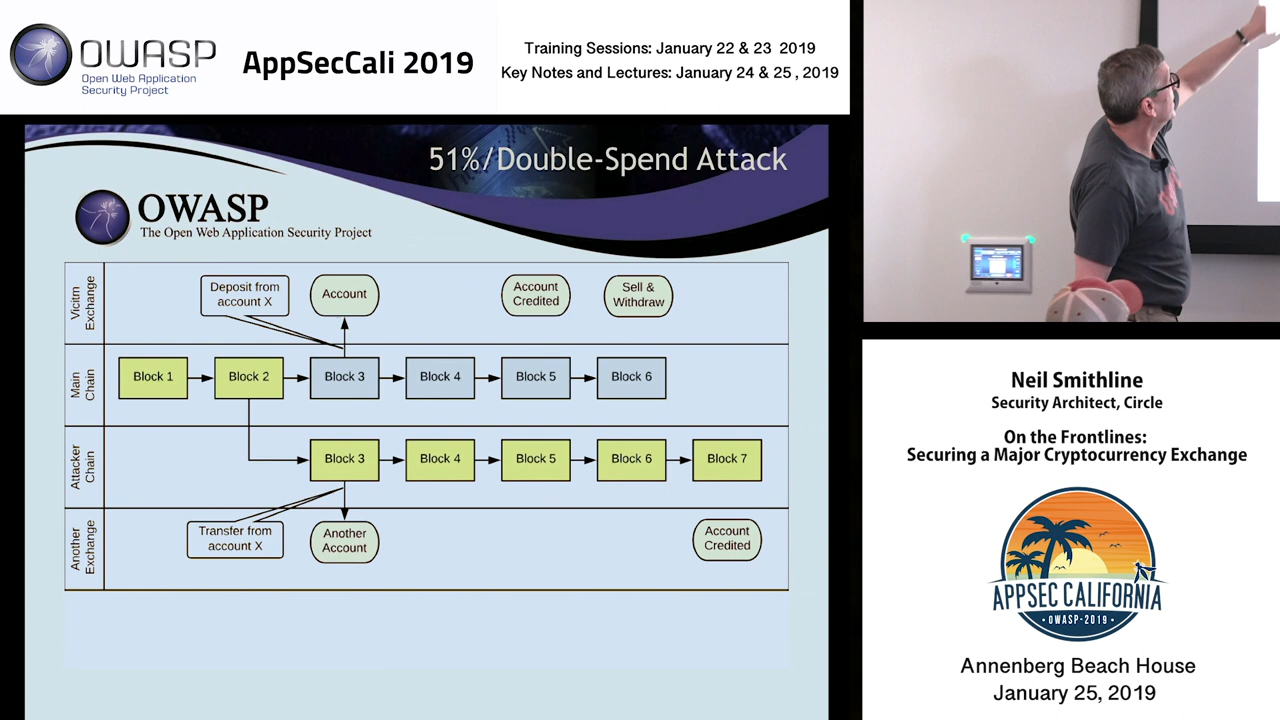 OWASP
Open Web Application
Security Project
AppSecCali 2019
Training Sessions: January 22 & 23 2019
Key Notes and Lectures: January 24 & 25 , 2019
51%/Double-Spend Attack
OWASP
The Open Web Application Security Project
Vicitm
Exchange
Deposit from
account X
Account
Account
Credited
Sell &
Withdraw
Main
Chain
Block 1
Block 2
Block 3
Block 4
Block 5
Block 6
Attacker
Chain
Block 3
Block 4
Block 5
Block 6
Block 7
Another
Exchange
Transfer from
account X
Another
Account
Account
Credited
Neil Smithline
Security Architect, Circle
On the Frontlines:
Securing a Major Cryptocurrency Exchange
APPSEC CALIFORNIA
• OWASP-2019 •
Annenberg Beach House
January 25, 2019